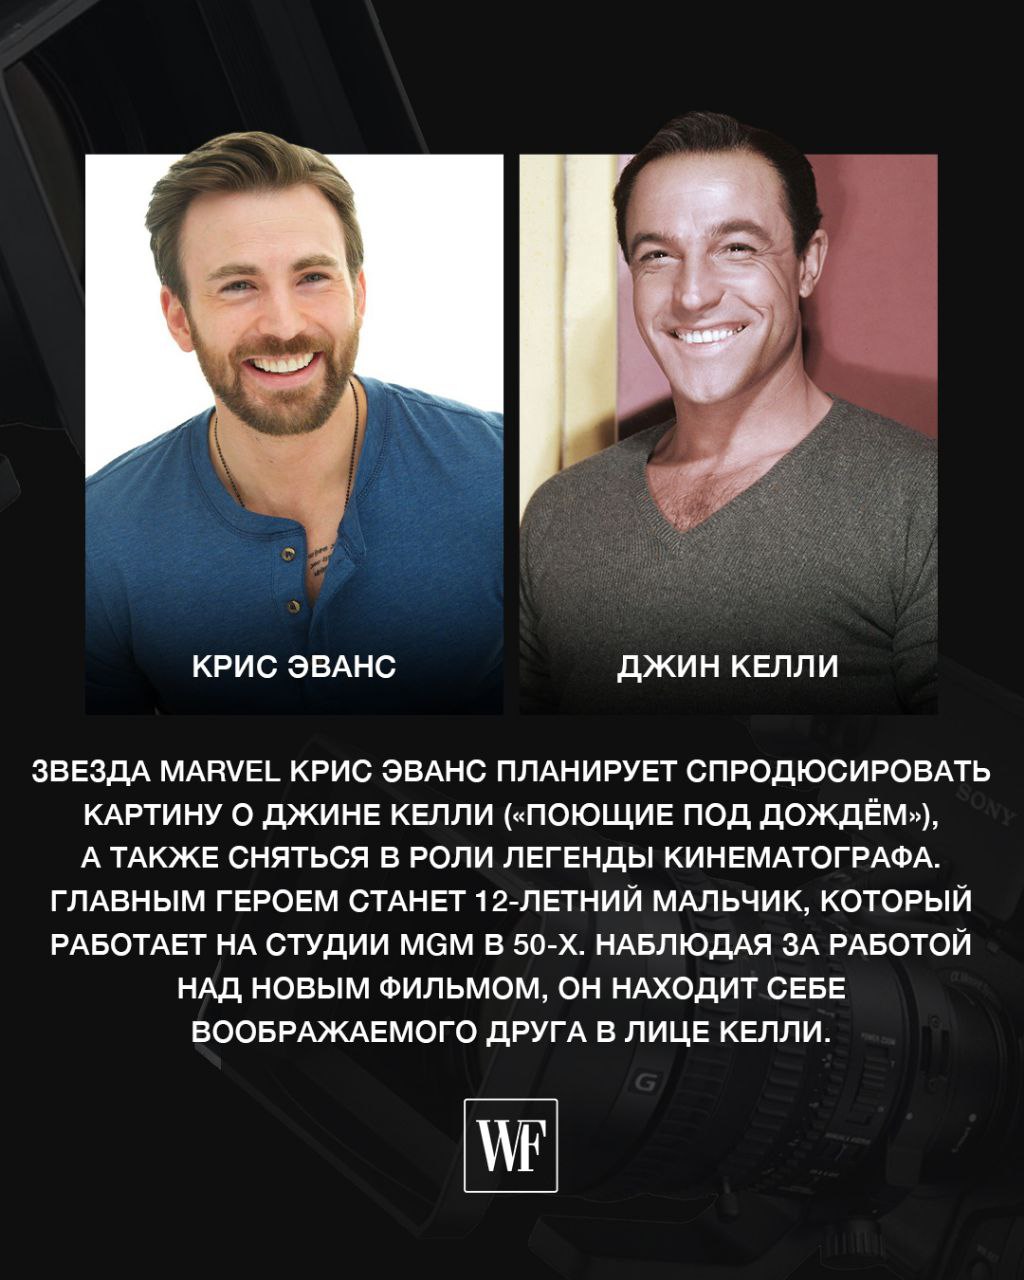 КРИС ЭВАНС
ДЖИН КЕЛЛИ
ЗВЕЗДА MARVEL КРИС ЭВАНС ПЛАНИРУЕТ СПРОДЮСИРОВАТЬ
КАРТИНУ О ДЖИНЕ КЕЛЛИ («ПОЮЩИЕ ПОД ДОЖДЁМ»),
А ТАКЖЕ СНЯТЬСЯ В РОЛИ ЛЕГЕНДЫ КИНЕМАТОГРАФА.
ГЛАВНЫМ ГЕРОЕМ СТАНЕТ 12-ЛЕТНИЙ МАЛЬЧИК, КОТОРЫЙ
РАБОТАЕТ НА СТУДИИ MGM В 50-Х. НАБЛЮДАЯ ЗА РАБОТОЙ
НАД НОВЫМ ФИЛЬМОМ, ОН НАХОДИТ СЕБЕ
ВООБРАЖАЕМОГО ДРУГА В ЛИЦЕ КЕЛЛИ.
SONY
G
WF